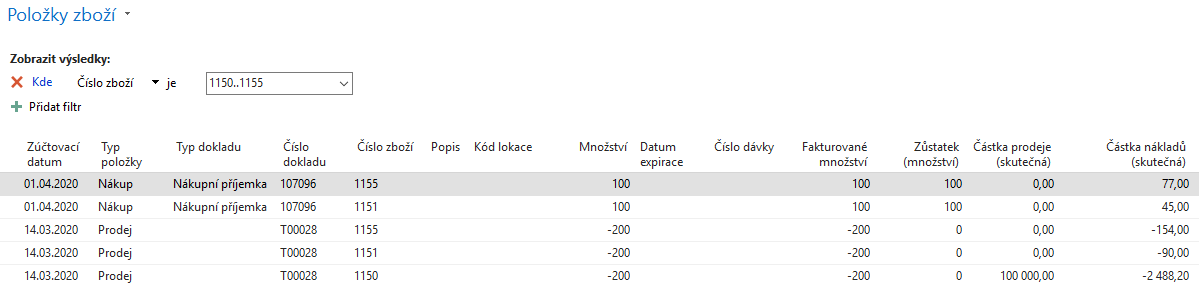 Položky zboží
Zobrazit výsledky:
Kde Číslo zboží je 1150..1155
Přidat filtr
Zúčtovací datum Typ položky Typ dokladu Číslo dokladu Číslo zboží Popis Kód lokace Množství Datum expirace Číslo dávky Fakturované množství Zůstatek (množství) Částka prodeje (skutečná) Částka nákladů (skutečná)
01.04.2020 Nákup Nákupní příjemka 107096 1155 100 100 100 0,00 77,00
01.04.2020 Nákup Nákupní příjemka 107096 1151 100 100 100 0,00 45,00
14.03.2020 Prodej T00028 1155 -200 -200 0 0,00 -154,00
14.03.2020 Prodej T00028 1151 -200 -200 0 0,00 -90,00
14.03.2020 Prodej T00028 1150 -200 -200 0 100 000,00 -2 488,20